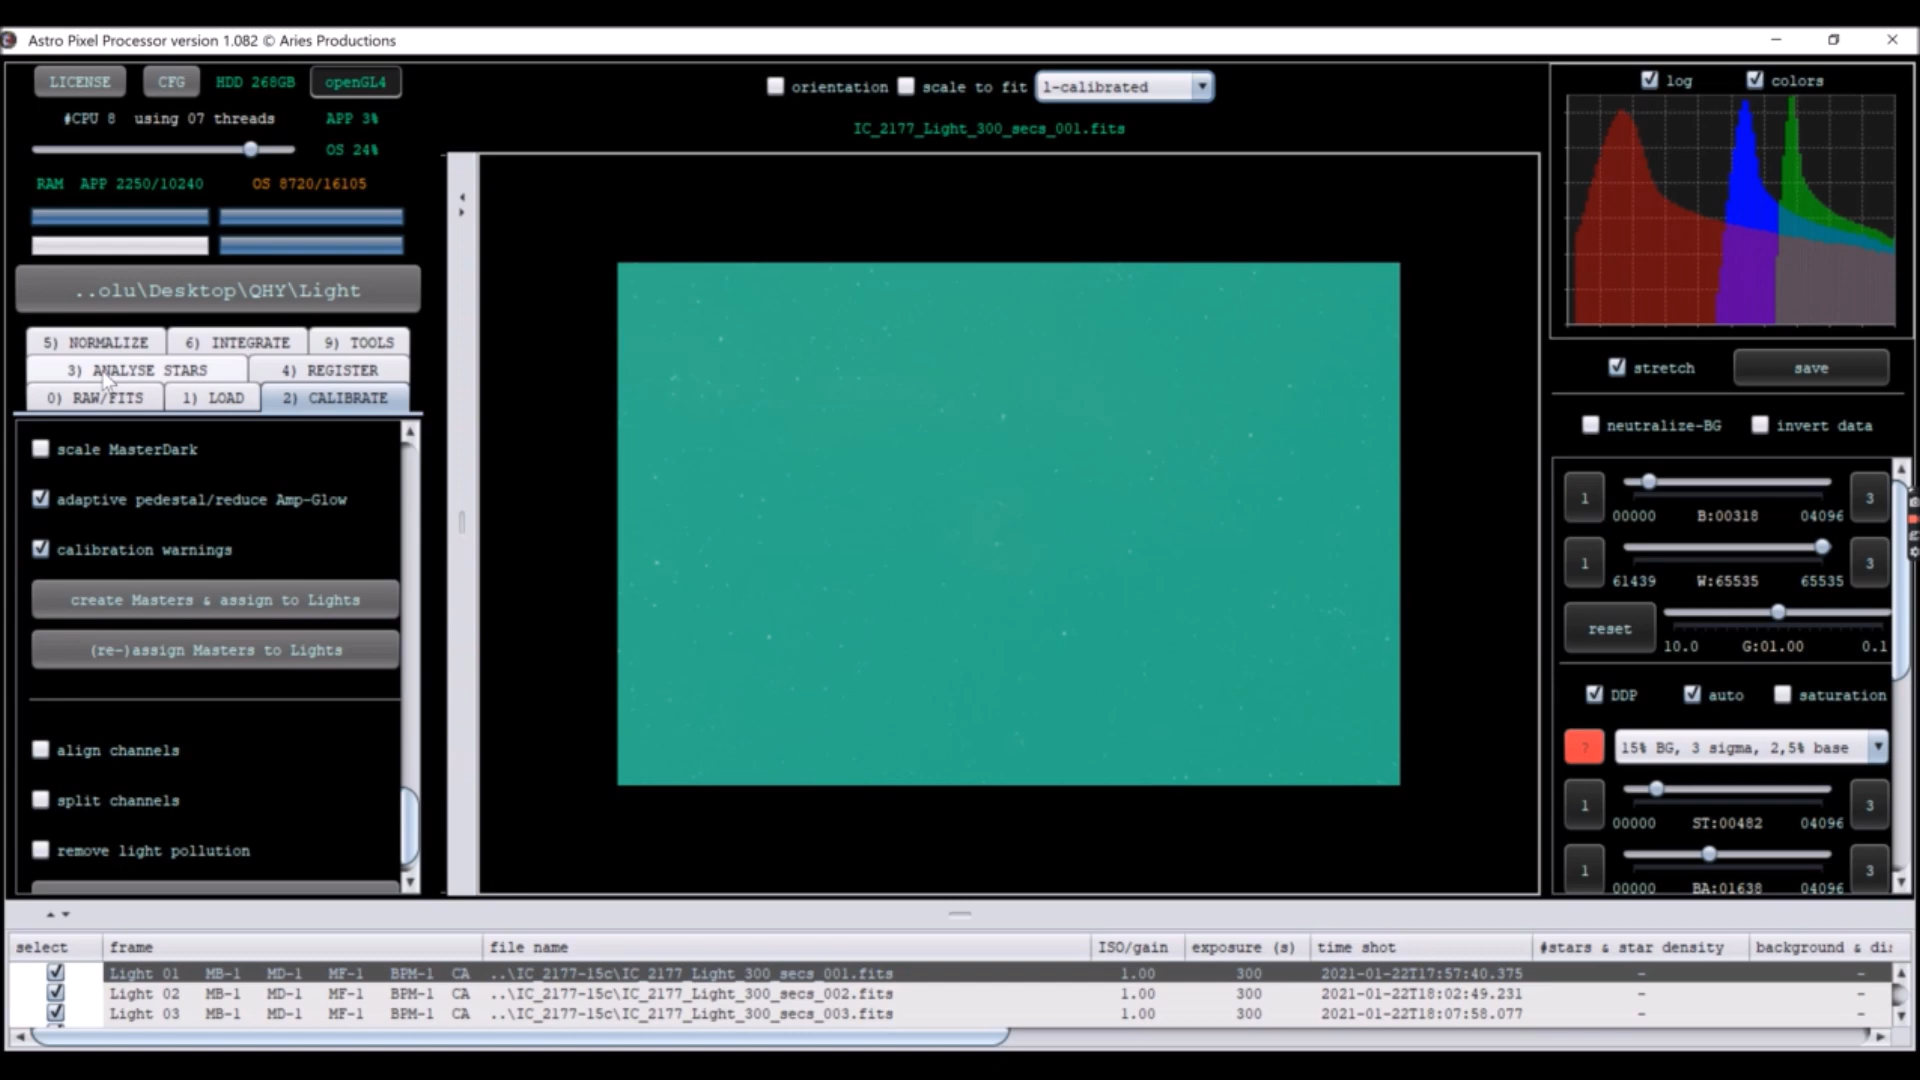 Astro Pixel Processor version 1.082 © Aries Productions
LICENSE CFG HDD 268GB openGL4
#CPU 8 using 07 threads APP 3%
OS 24%
RAM APP 2250/10240 OS 8720/16105
..olu\Desktop\QHY\Light
5) NORMALIZE 6) INTEGRATE 9) TOOLS
3) ANALYSE STARS 4) REGISTER
0) RAW/FITS 1) LOAD 2) CALIBRATE
scale MasterDark
adaptive pedestal/reduce Amp-Glow
calibration warnings
create Masters & assign to Lights
(re-)assign Masters to Lights
align channels
split channels
remove light pollution
orientation scale to fit l-calibrated
IC_2177_Light_300_secs_001.fits
log colors
stretch save
neutralize-BG invert data
1 3
00000 B:00318 04096
1 3
61439 W:65535 65535
reset
10.0 G:01.00 0.1
DDP auto saturation
? 15% BG, 3 sigma, 2,5% base
1 3
00000 ST:00482 04096
1 3
00000 BA:01638 04096
select frame file name ISO/gain exposure (s) time shot #stars & star density background & di
Light 01 MB-1 MD-1 MF-1 BPM-1 CA ..\IC_2177-15c\IC_2177_Light_300_secs_001.fits 1.00 300 2021-01-22T17:57:40.375 - -
Light 02 MB-1 MD-1 MF-1 BPM-1 CA ..\IC_2177-15c\IC_2177_Light_300_secs_002.fits 1.00 300 2021-01-22T18:02:49.231 - -
Light 03 MB-1 MD-1 MF-1 BPM-1 CA ..\IC_2177-15c\IC_2177_Light_300_secs_003.fits 1.00 300 2021-01-22T18:07:58.077 - -